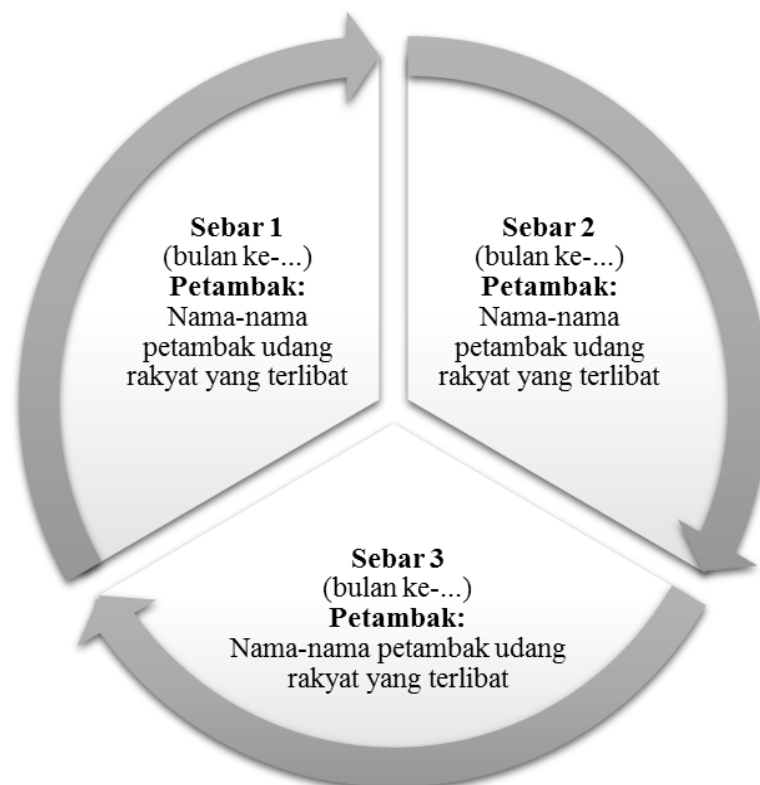 Sebar 1
(bulan ke-...)
Petambak:
Nama-nama
petambak udang
rakyat yang terlibat
Sebar 2
(bulan ke-...)
Petambak:
Nama-nama
petambak udang
rakyat yang terlibat
Sebar 3
(bulan ke-...)
Petambak:
Nama-nama petambak udang
rakyat yang terlibat